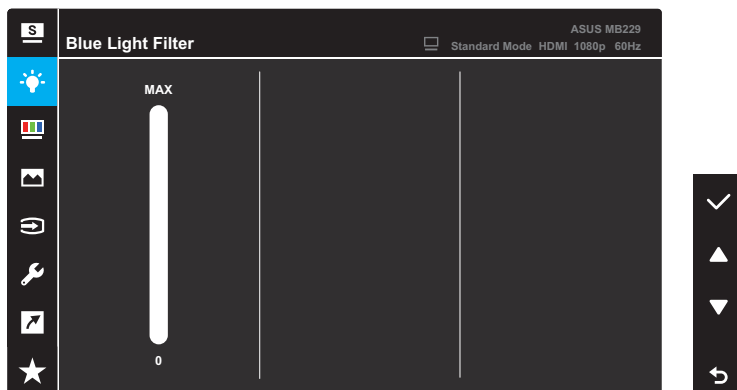 S
ASUS MB229
Blue Light Filter
Standard Mode HDMI 1080p 60Hz
MAX
0